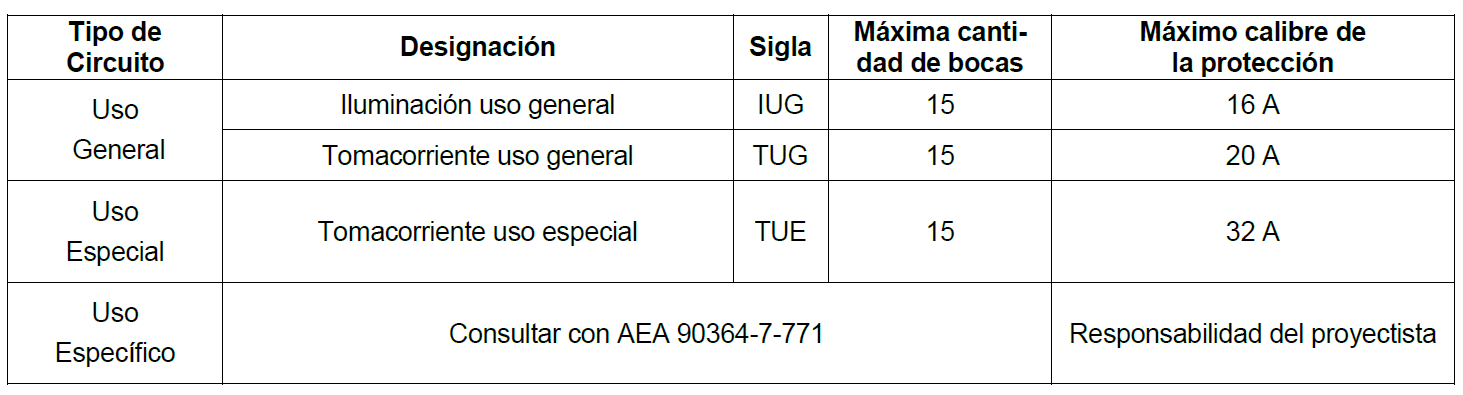 Tipo de Circuito | Designación | Sigla | Máxima canti-dad de bocas | Máximo calibre de la protección
Uso General | Iluminación uso general | IUG | 15 | 16 A
Tomacorriente uso general | TUG | 15 | 20 A
Uso Especial | Tomacorriente uso especial | TUE | 15 | 32 A
Uso Específico | Consultar con AEA 90364-7-771 | Responsabilidad del proyectista